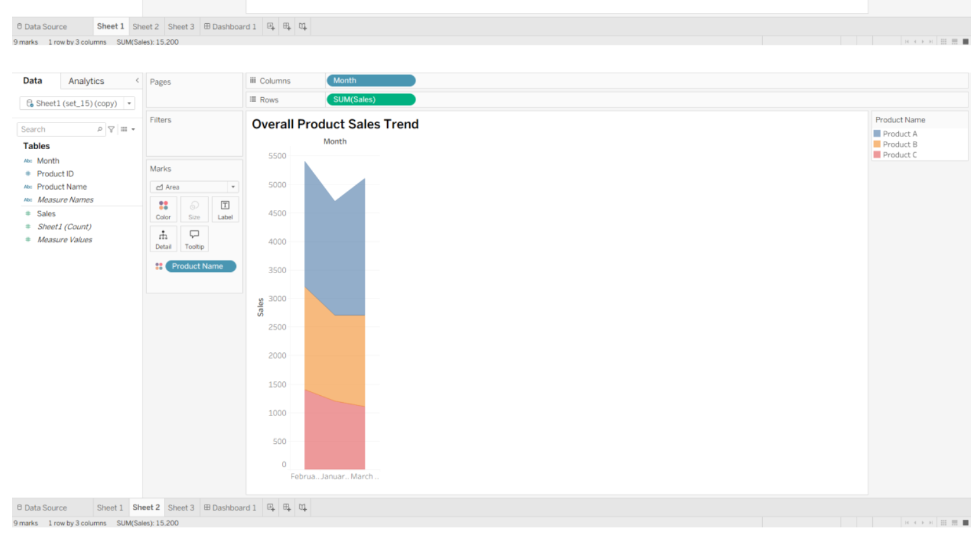 Data Source Sheet 1 Sheet 2 Sheet 3 Dashboard 1
9 marks 1 row by 3 columns SUM(Sales): 15,200
Data Analytics
Pages
Columns Month
Rows SUM(Sales)
Sheet1 (set_15) (copy)
Search
Filters
Tables
Abc Month
Product ID
Abc Product Name
Abc Measure Names
Sales
Sheet1 (Count)
Measure Values
Marks
Area
Color Size Label
Detail Tooltip
Product Name
Overall Product Sales Trend
Month
5500
5000
4500
4000
3500
3000
2500
2000
1500
1000
500
0
Sales
Februa.. Januar.. March ..
Product Name
Product A
Product B
Product C
Data Source Sheet 1 Sheet 2 Sheet 3 Dashboard 1
9 marks 1 row by 3 columns SUM(Sales): 15,200